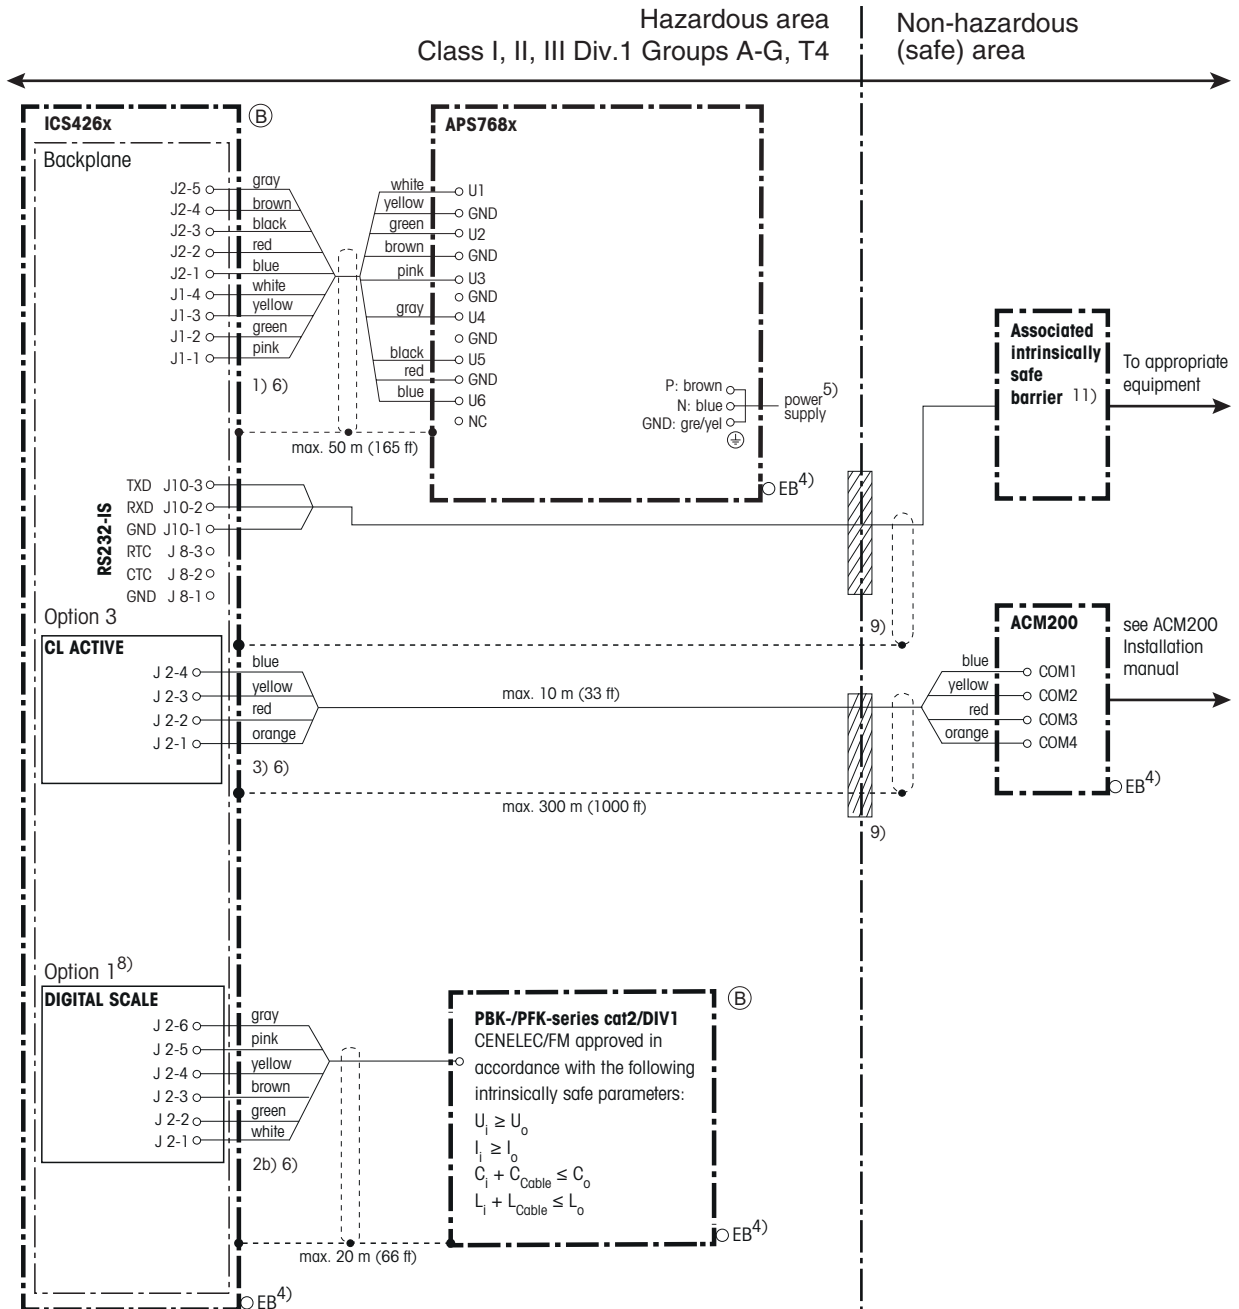 Hazardous area
Class I, II, III Div.1 Groups A-G, T4
Non-hazardous
(safe) area
ICS426x
B
Backplane
J2-5 gray
J2-4 brown
J2-3 black
J2-2 red
J2-1 blue
J1-4 white
J1-3 yellow
J1-2 green
J1-1 pink
1) 6)
max. 50 m (165 ft)
APS768x
white U1
yellow GND
green U2
brown GND
pink U3
GND
gray U4
GND
black U5
red GND
blue U6
NC
P: brown
N: blue
GND: gre/yel
power 5)
supply
EB 4)
Associated
intrinsically
safe
barrier 11)
To appropriate
equipment
RS232-IS
TXD J10-3
RXD J10-2
GND J10-1
RTC J 8-3
CTC J 8-2
GND J 8-1
9)
Option 3
CL ACTIVE
J 2-4 blue
J 2-3 yellow
J 2-2 red
J 2-1 orange
3) 6)
max. 10 m (33 ft)
max. 300 m (1000 ft)
9)
ACM200
blue COM1
yellow COM2
red COM3
orange COM4
see ACM200
Installation
manual
EB 4)
Option 1 8)
DIGITAL SCALE
J 2-6 gray
J 2-5 pink
J 2-4 yellow
J 2-3 brown
J 2-2 green
J 2-1 white
2b) 6)
max. 20 m (66 ft)
B
PBK-/PFK-series cat2/DIV1
CENELEC/FM approved in
accordance with the following
intrinsically safe parameters:
Ui ≥ Uo
Ii ≥ Io
Ci + CCable ≤ Co
Li + LCable ≤ Lo
EB 4)
EB 4)